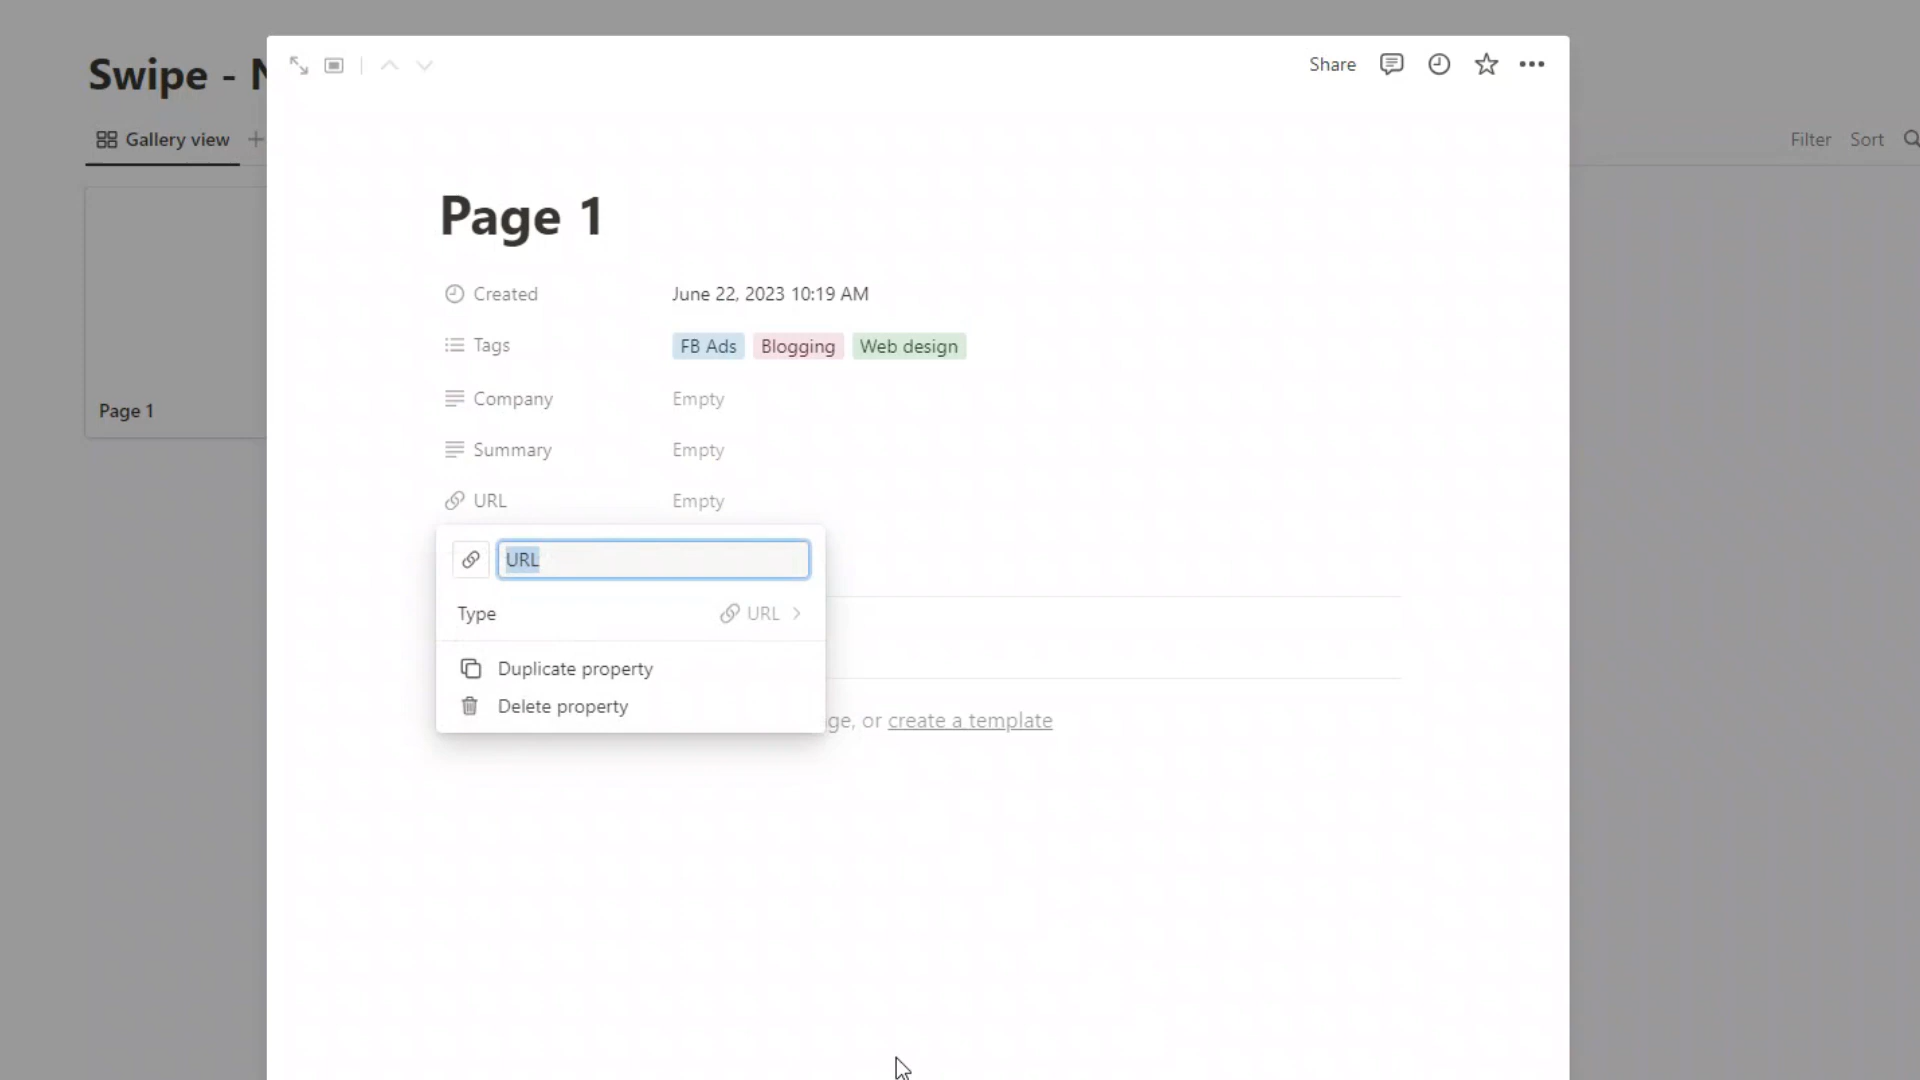 Swipe - N
Share
Gallery view
Filter Sort
Page 1
Created June 22, 2023 10:19 AM
Tags FB Ads Blogging Web design
Company Empty
Page 1
Summary Empty
URL Empty
URL
Type URL
Duplicate property
Delete property
ge, or create a template